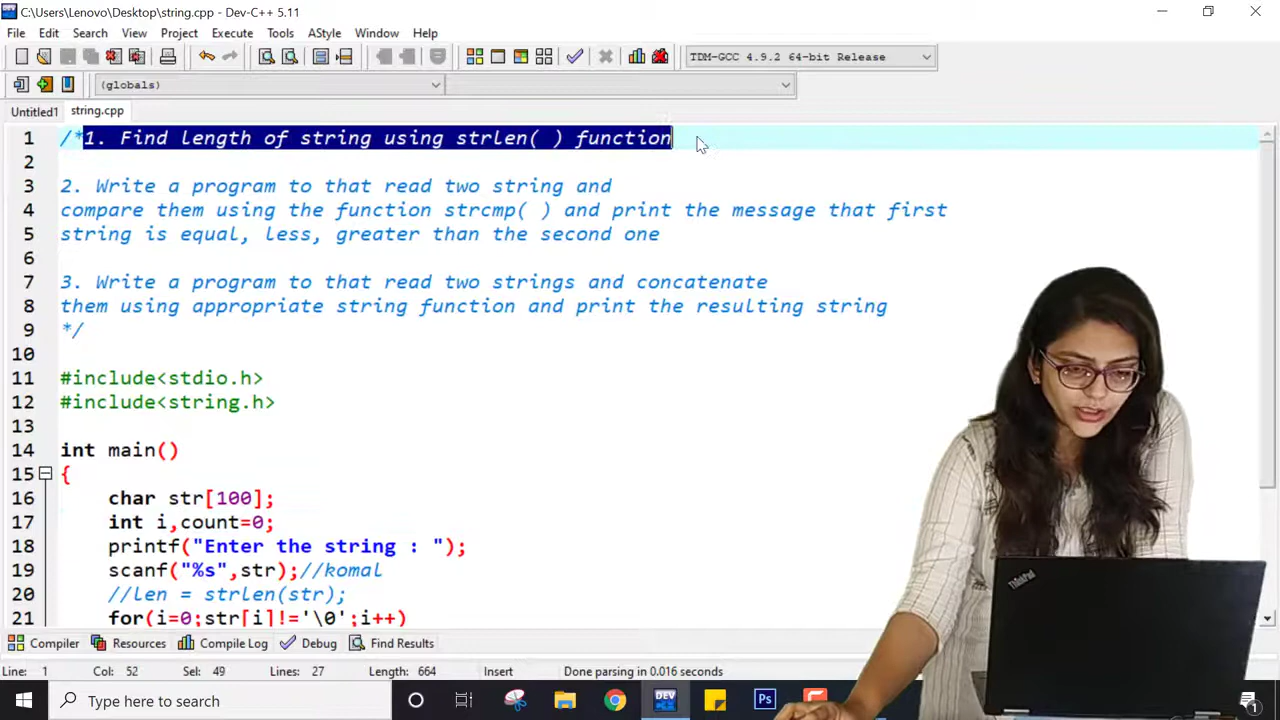 C:\Users\Lenovo\Desktop\string.cpp - Dev-C++ 5.11
File Edit Search View Project Execute Tools AStyle Window Help
TDM-GCC 4.9.2 64-bit Release
(globals)
Untitled1 string.cpp
1 /*1. Find length of string using strlen( ) function
2
3 2. Write a program to that read two string and
4 compare them using the function strcmp( ) and print the message that first
5 string is equal, less, greater than the second one
6
7 3. Write a program to that read two strings and concatenate
8 them using appropriate string function and print the resulting string
9 */
10
11 #include<stdio.h>
12 #include<string.h>
13
14 int main()
15 {
16 char str[100];
17 int i,count=0;
18 printf("Enter the string : ");
19 scanf("%s",str);//komal
20 //len = strlen(str);
21 for(i=0;str[i]!='\0';i++)
Compiler Resources Compile Log Debug Find Results
Line: 1 Col: 52 Sel: 49 Lines: 27 Length: 664 Insert Done parsing in 0.016 seconds
Type here to search
DEV
Ps
1
ThinkPad